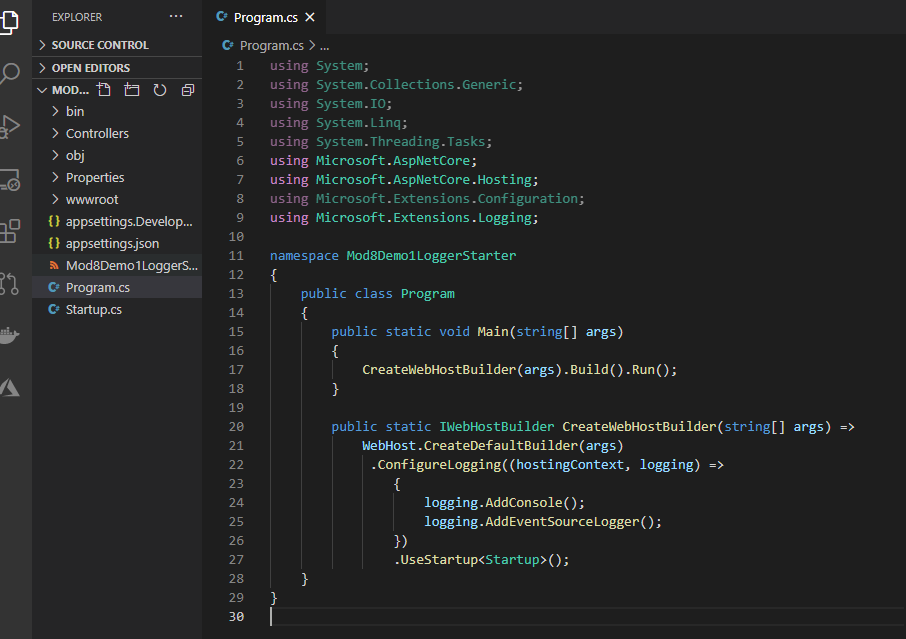 EXPLORER ···
Program.cs
SOURCE CONTROL
OPEN EDITORS
MOD...
bin
Controllers
obj
Properties
wwwroot
{} appsettings.Develop...
{} appsettings.json
Mod8Demo1LoggerS...
C# Program.cs
C# Startup.cs
C# Program.cs > ...
1 using System;
2 using System.Collections.Generic;
3 using System.IO;
4 using System.Linq;
5 using System.Threading.Tasks;
6 using Microsoft.AspNetCore;
7 using Microsoft.AspNetCore.Hosting;
8 using Microsoft.Extensions.Configuration;
9 using Microsoft.Extensions.Logging;
10
11 namespace Mod8Demo1LoggerStarter
12 {
13 public class Program
14 {
15 public static void Main(string[] args)
16 {
17 CreateWebHostBuilder(args).Build().Run();
18 }
19
20 public static IWebHostBuilder CreateWebHostBuilder(string[] args) =>
21 WebHost.CreateDefaultBuilder(args)
22 .ConfigureLogging((hostingContext, logging) =>
23 {
24 logging.AddConsole();
25 logging.AddEventSourceLogger();
26 })
27 .UseStartup<Startup>();
28 }
29 }
30